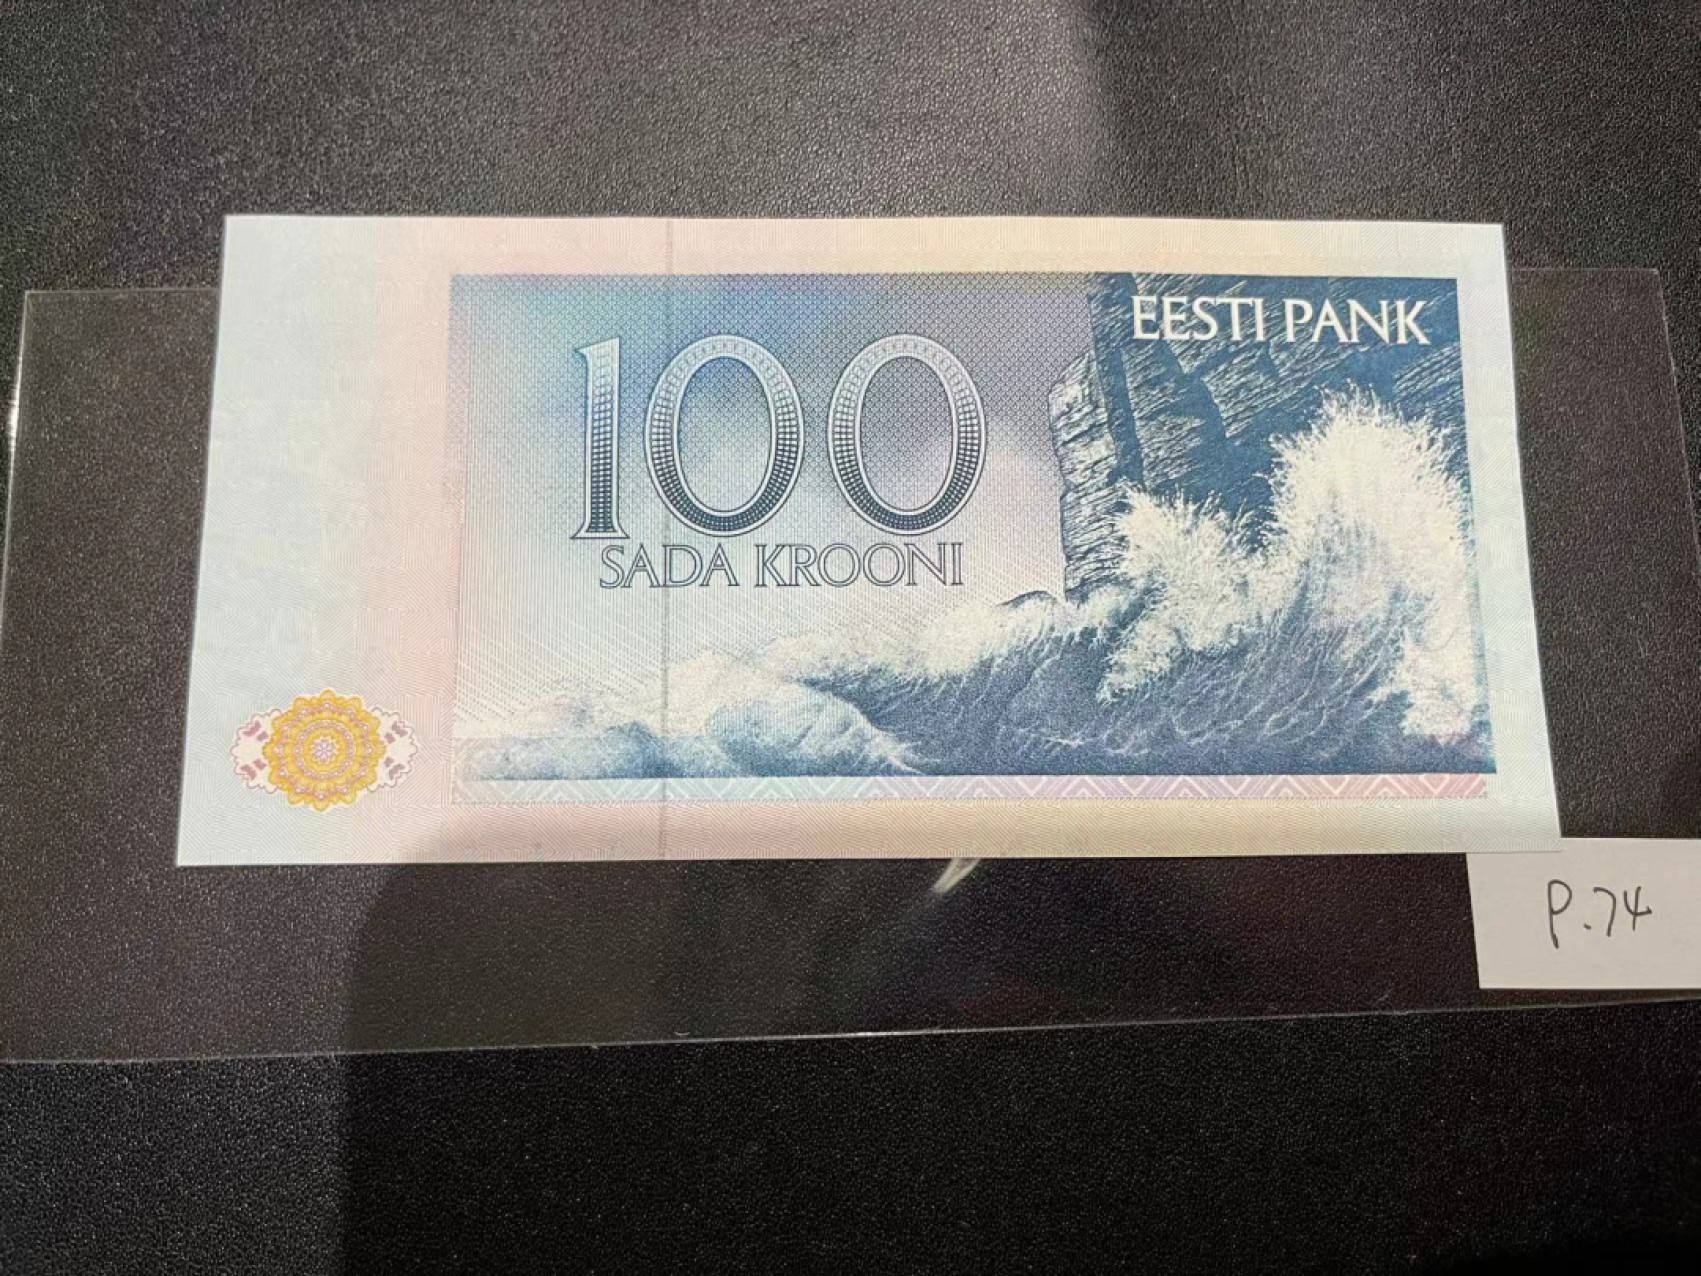 EESTI PANK
100
SADA KROONI
P.74